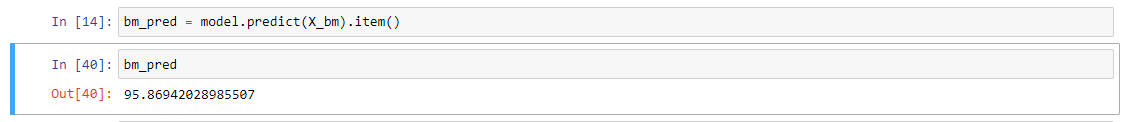 In [14]: bm_pred = model.predict(X_bm).item()
In [40]: bm_pred
Out[40]: 95.86942028985507